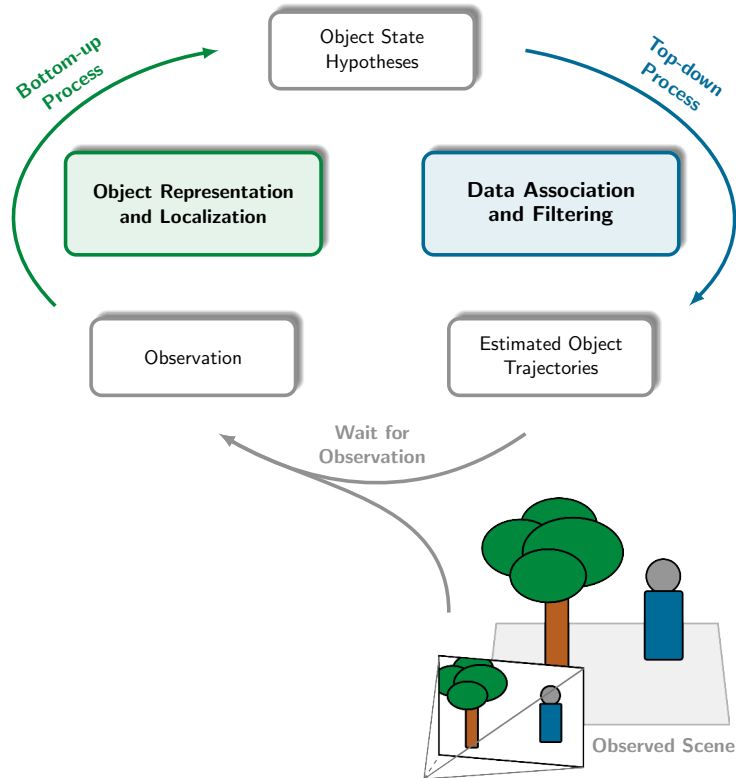 Object State
Hypotheses
Bottom-up
Process
Top-down
Process
Object Representation
and Localization
Data Association
and Filtering
Observation
Estimated Object
Trajectories
Wait for
Observation
Observed Scene